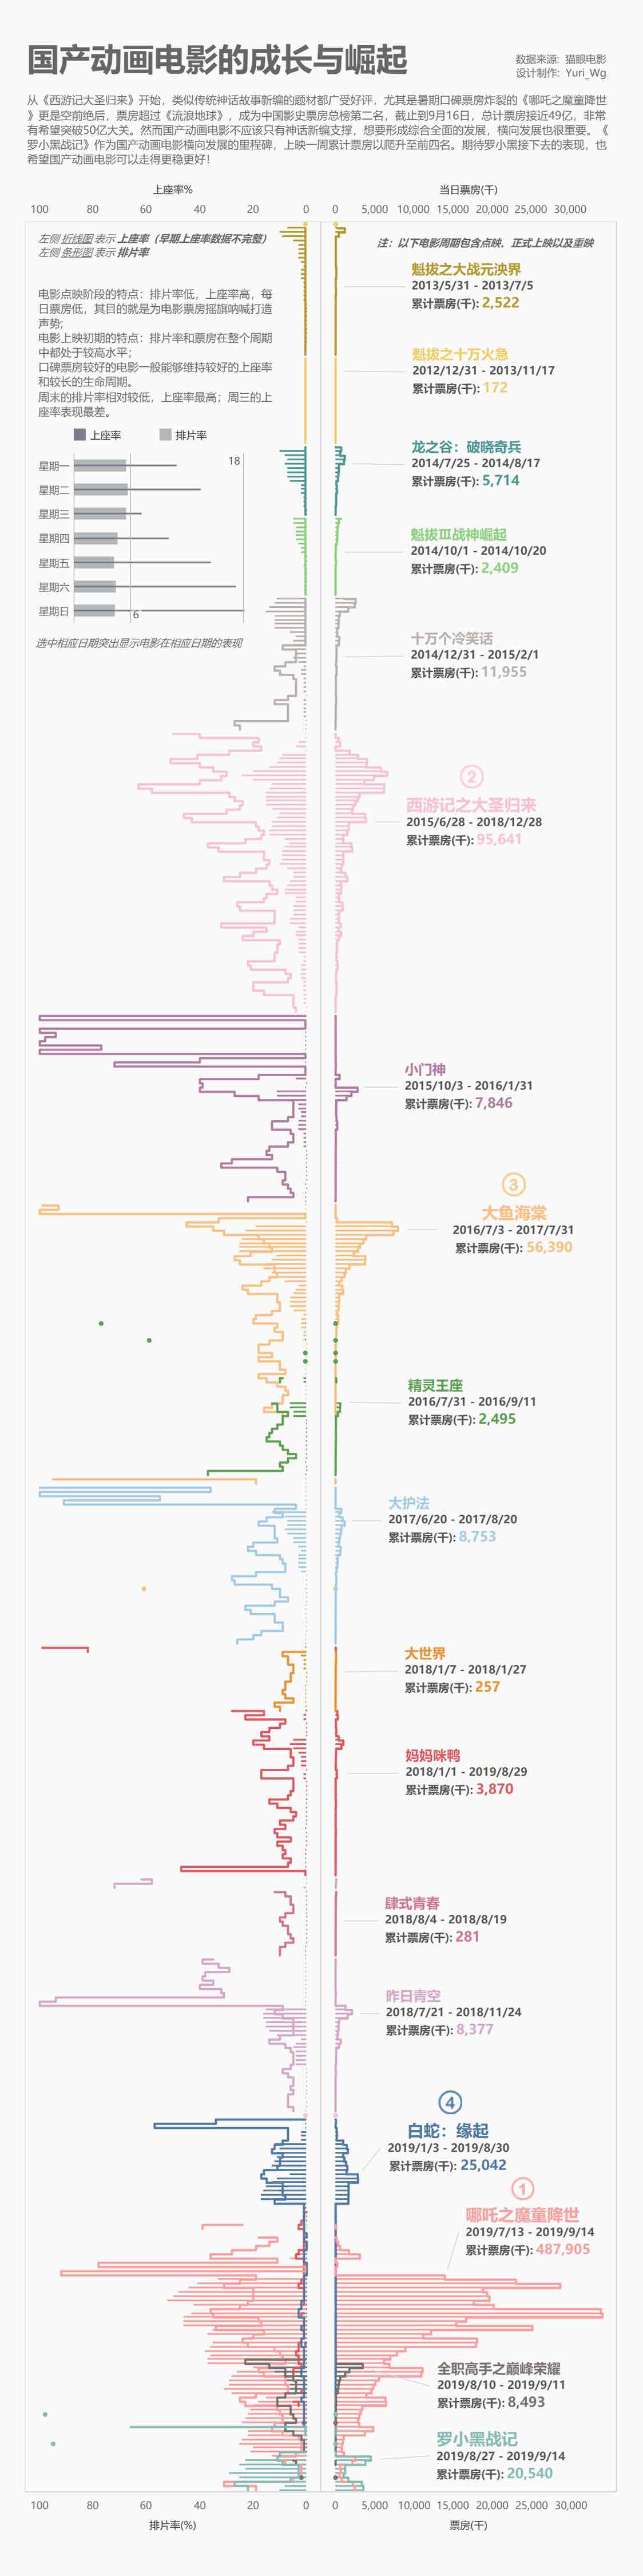 国产动画电影的成长与崛起
数据来源: 猫眼电影
设计制作: Yuri_Wg
从《西游记之大圣归来》开始，类似传统神话故事新编的题材都广受好评，尤其是暑期口碑票房炸裂的《哪吒之魔童降世
》更是空前绝后，票房超过《流浪地球》，成为中国影史票房总榜第二名，截止到9月16日，总计票房接近49亿，非常
有希望突破50亿大关。然而国产动画电影不应该只有神话新编支撑，想要形成综合全面的发展，横向发展也很重要。《
罗小黑战记》作为国产动画电影横向发展的里程碑，上映一周累计票房以爬升至前四名。期待罗小黑接下去的表现，也
希望国产动画电影可以走得更稳更好！
上座率% 当日票房(千)
100 80 60 40 20 0 0 5,000 10,000 15,000 20,000 25,000 30,000
左侧 折线图 表示 上座率（早期上座率数据不完整）
左侧 条形图 表示 排片率
注：以下电影周期包含点映、正式上映以及重映
电影点映阶段的特点：排片率低，上座率高，每
日票房低，其目的就是为电影票房摇旗呐喊打造
声势；
电影上映初期的特点：排片率和票房在整个周期
中都处于较高水平；
口碑票房较好的电影一般能够维持较好的上座率
和较长的生命周期。
周末的排片率相对较低，上座率最高；周三的上
座率表现最差。
上座率 排片率
18
星期一
星期二
星期三
星期四
星期五
星期六
星期日
6
选中相应日期突出显示电影在相应日期的表现
魁拔之大战元泱界
2013/5/31 - 2013/7/5
累计票房(千): 2,522
魁拔之十万火急
2012/12/31 - 2013/11/17
累计票房(千): 172
龙之谷：破晓奇兵
2014/7/25 - 2014/8/17
累计票房(千): 5,714
魁拔Ⅲ战神崛起
2014/10/1 - 2014/10/20
累计票房(千): 2,409
十万个冷笑话
2014/12/31 - 2015/2/1
累计票房(千): 11,955
②
西游记之大圣归来
2015/6/28 - 2018/12/28
累计票房(千): 95,641
小门神
2015/10/3 - 2016/1/31
累计票房(千): 7,846
③
大鱼海棠
2016/7/3 - 2017/7/31
累计票房(千): 56,390
精灵王座
2016/7/31 - 2016/9/11
累计票房(千): 2,495
大护法
2017/6/20 - 2017/8/20
累计票房(千): 8,753
大世界
2018/1/7 - 2018/1/27
累计票房(千): 257
妈妈咪鸭
2018/1/1 - 2019/8/29
累计票房(千): 3,870
肆式青春
2018/8/4 - 2018/8/19
累计票房(千): 281
昨日青空
2018/7/21 - 2018/11/24
累计票房(千): 8,377
④
白蛇：缘起
2019/1/3 - 2019/8/30
累计票房(千): 25,042
①
哪吒之魔童降世
2019/7/13 - 2019/9/14
累计票房(千): 487,905
全职高手之巅峰荣耀
2019/8/10 - 2019/9/11
累计票房(千): 8,493
罗小黑战记
2019/8/27 - 2019/9/14
累计票房(千): 20,540
100 80 60 40 20 0 0 5,000 10,000 15,000 20,000 25,000 30,000
排片率(%) 票房(千)